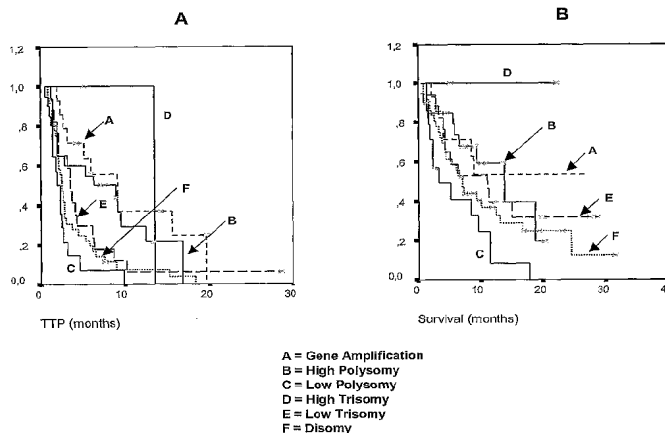 A
B
1,2
1,0
,8
,6
,4
,2
0,0
0
10
20
30
A
D
F
E
B
C
TTP (months)
1,2
1,0
,8
,6
,4
,2
0,0
0
10
20
30
40
D
B
A
E
F
C
Survival (months)
A = Gene Amplification
B = High Polysomy
C = Low Polysomy
D = High Trisomy
E = Low Trisomy
F = Disomy